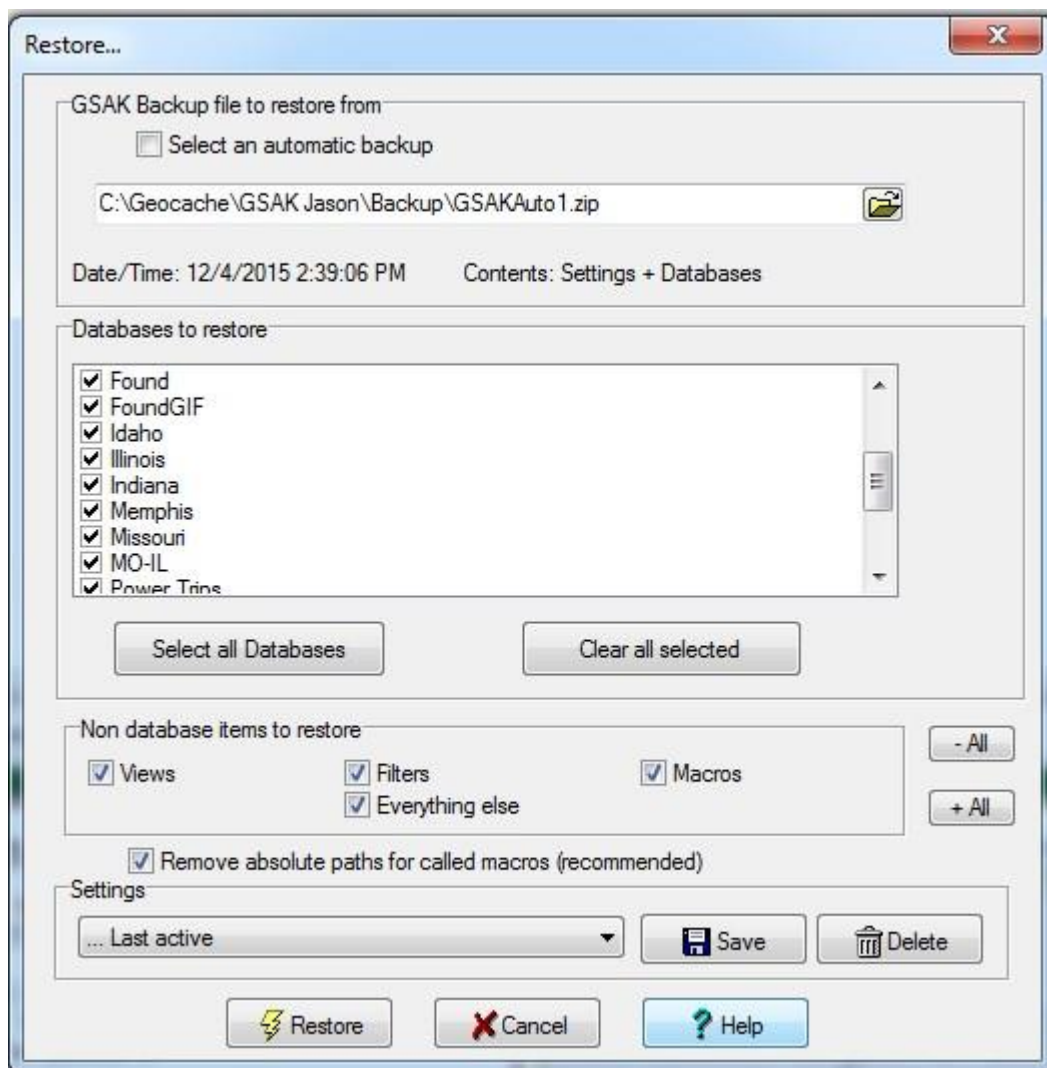 Restore...
GSAK Backup file to restore from
Select an automatic backup
C:\Geocache\GSAK Jason\Backup\GSAKAuto1.zip
Date/Time: 12/4/2015 2:39:06 PM Contents: Settings + Databases
Databases to restore
Found
FoundGIF
Idaho
Illinois
Indiana
Memphis
Missouri
MO-IL
Power Trips
Select all Databases Clear all selected
Non database items to restore
- All
Views Filters Macros
Everything else
+ All
Remove absolute paths for called macros (recommended)
Settings
... Last active Save Delete
Restore Cancel Help